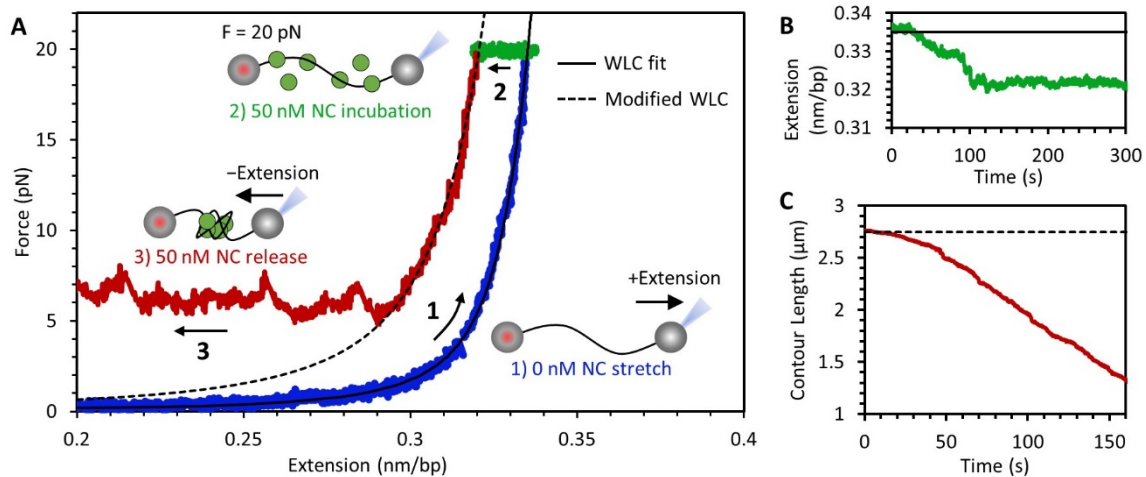 A
F = 20 pN
2) 50 nM NC incubation
WLC fit
Modified WLC
2
−Extension
3) 50 nM NC release
1
+Extension
1) 0 nM NC stretch
3
Force (pN)
20
15
10
5
0
0.2
0.25
0.3
0.35
0.4
Extension (nm/bp)
B
Extension
(nm/bp)
0.34
0.33
0.32
0.31
0
100
200
300
Time (s)
C
Contour Length (μm)
3
2.5
2
1.5
1
0
50
100
150
Time (s)